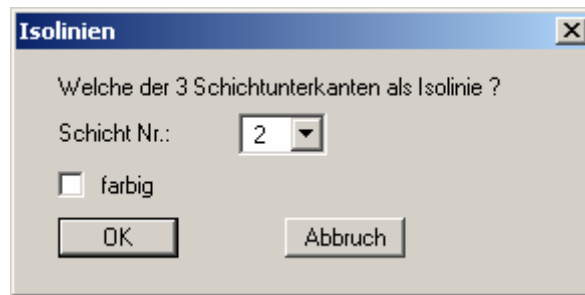 Isolinien
Welche der 3 Schichtunterkanten als Isolinie ?
Schicht Nr.: 2
farbig
OK Abbruch